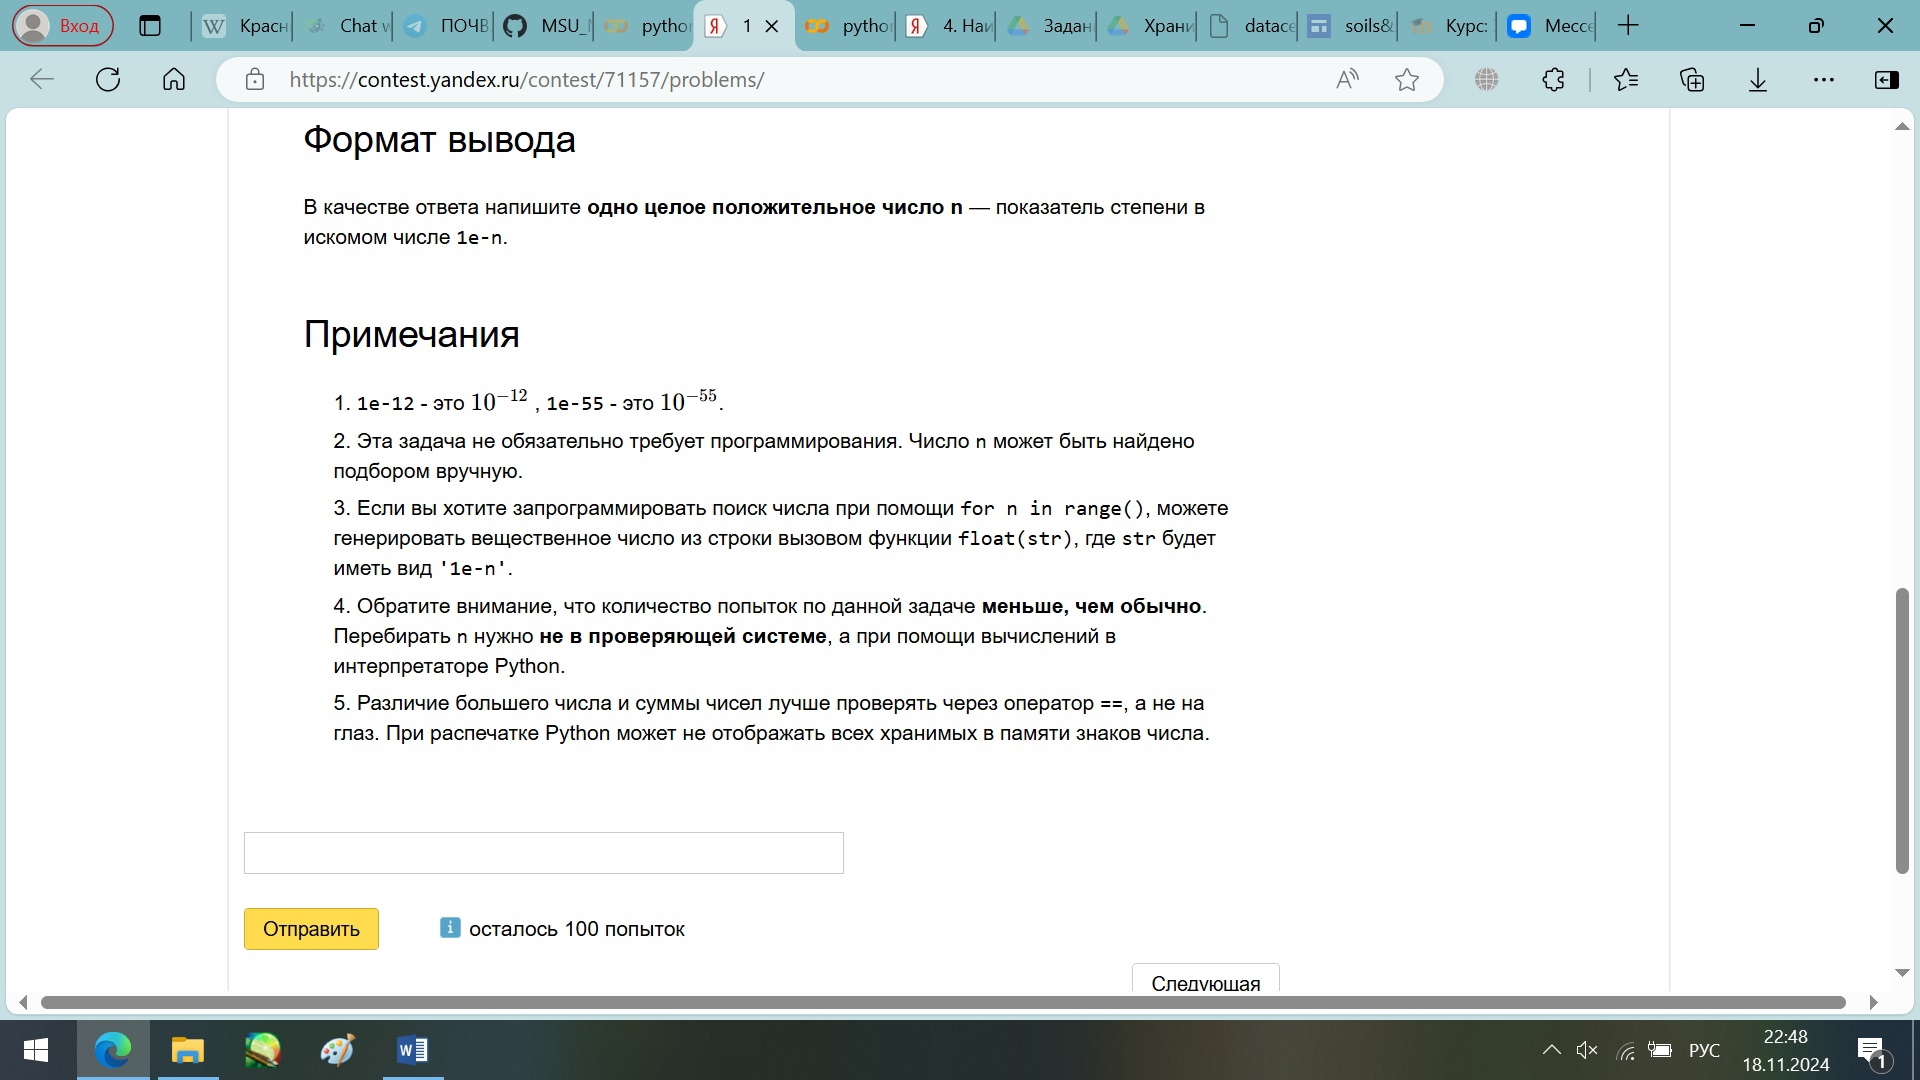 Вход
Красн
Chat w
ПОЧВ
MSU_
pytho
1
pythor
4. Наи
Задан
Храни
datace
soils&
Курс:
Мессе
https://contest.yandex.ru/contest/71157/problems/
Формат вывода
В качестве ответа напишите одно целое положительное число n — показатель степени в
искомом числе 1e-n.
Примечания
1. 1e-12 - это 10⁻¹² , 1e-55 - это 10⁻⁵⁵.
2. Эта задача не обязательно требует программирования. Число n может быть найдено
подбором вручную.
3. Если вы хотите запрограммировать поиск числа при помощи for n in range(), можете
генерировать вещественное число из строки вызовом функции float(str), где str будет
иметь вид '1e-n'.
4. Обратите внимание, что количество попыток по данной задаче меньше, чем обычно.
Перебирать n нужно не в проверяющей системе, а при помощи вычислений в
интерпретаторе Python.
5. Различие большего числа и суммы чисел лучше проверять через оператор ==, а не на
глаз. При распечатке Python может не отображать всех хранимых в памяти знаков числа.
Отправить
осталось 100 попыток
Следующая
РУС
22:48
18.11.2024
1